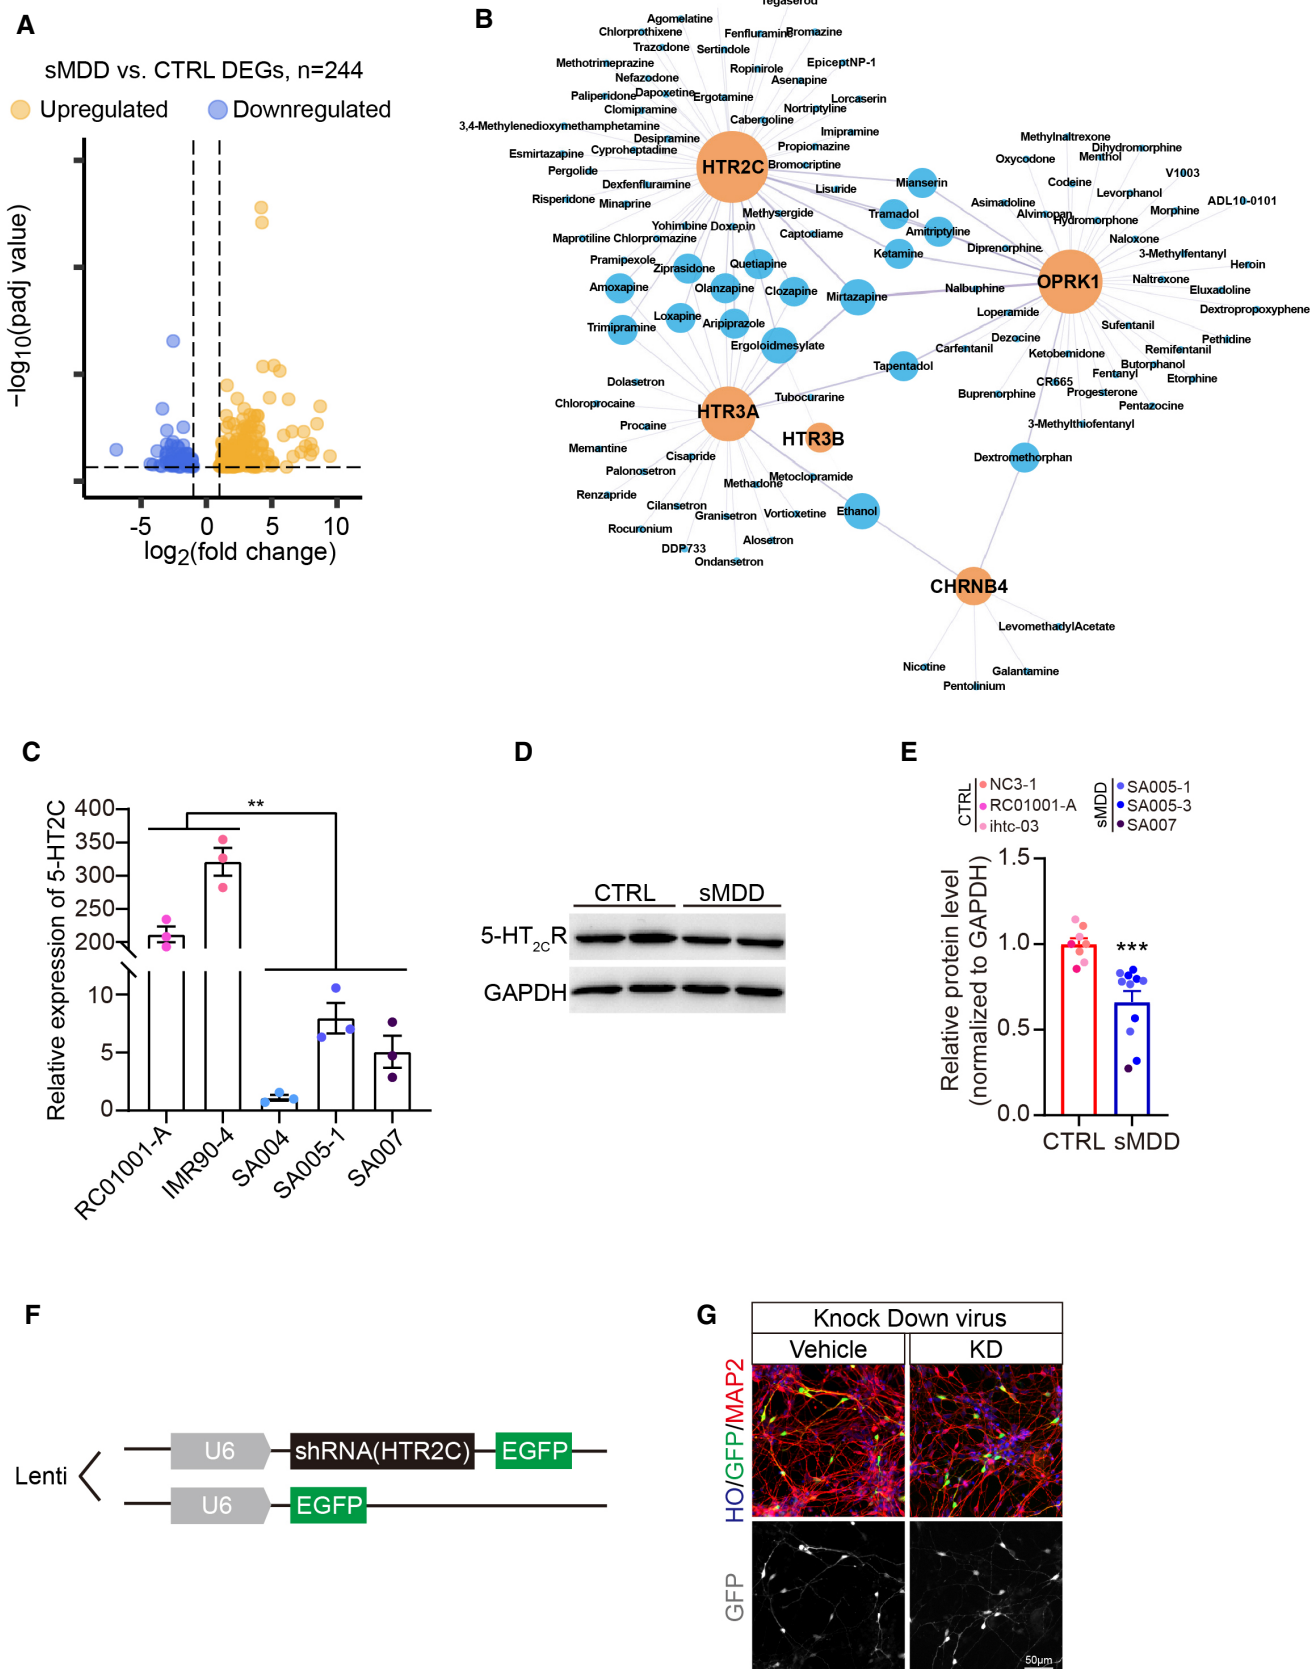 A
sMDD vs. CTRL DEGs, n=244
Upregulated
Downregulated
−log10(padj value)
-5
0
5
10
log2(fold change)
B
Tegaserod
Agomelatine
Chlorprothixene
Fenfluramine
Bromazine
Trazodone
Sertindole
Methotrimeprazine
Ropinirole
EpiceptNP-1
Nefazodone
Asenapine
Paliperidone
Dapoxetine
Ergotamine
Lorcaserin
Clomipramine
Nortriptyline
3,4-Methylenedioxymethamphetamine
Cabergoline
Imipramine
Desipramine
Esmirtazapine
Cyproheptadine
Propiomazine
HTR2C
Bromocriptine
Pergolide
Dexfenfluramine
Lisuride
Mianserin
Risperidone
Minaprine
Methysergide
Tramadol
Yohimbine
Doxepin
Captodiame
Amitriptyline
Maprotiline
Chlorpromazine
Ketamine
Pramipexole
Ziprasidone
Quetiapine
Amoxapine
Olanzapine
Clozapine
Mirtazapine
Loxapine
Aripiprazole
Trimipramine
Ergoloidmesylate
Tapentadol
Dolasetron
Tubocurarine
Chloroprocaine
HTR3A
Procaine
HTR3B
Memantine
Cisapride
Palonosetron
Metoclopramide
Methadone
Renzapride
Cilansetron
Granisetron
Vortioxetine
Ethanol
Rocuronium
DDP733
Alosetron
Ondansetron
Methylnaltrexone
Dihydromorphine
Oxycodone
Menthol
Codeine
V1003
Levorphanol
Asimadoline
ADL10-0101
Alvimopan
Morphine
Hydromorphone
Diprenorphine
Naloxone
3-Methylfentanyl
Heroin
OPRK1
Naltrexone
Nalbuphine
Eluxadoline
Loperamide
Dextropropoxyphene
Sufentanil
Dezocine
Pethidine
Carfentanil
Ketobemidone
Remifentanil
Butorphanol
Fentanyl
Etorphine
CR665
Buprenorphine
Progesterone
Pentazocine
3-Methylthiofentanyl
Dextromethorphan
CHRNB4
LevomethadylAcetate
Nicotine
Galantamine
Pentolinium
C
Relative expression of 5-HT2C
400
350
300
250
200
10
5
0
**
RC01001-A
IMR90-4
SA004
SA005-1
SA007
D
CTRL
sMDD
5-HT2CR
GAPDH
E
CTRL
NC3-1
RC01001-A
ihtc-03
sMDD
SA005-1
SA005-3
SA007
Relative protein level
(normalized to GAPDH)
1.5
1.0
0.5
0.0
***
CTRL
sMDD
F
Lenti
U6
shRNA(HTR2C)
EGFP
U6
EGFP
G
Knock Down virus
Vehicle
KD
HO/GFP/MAP2
GFP
50μm